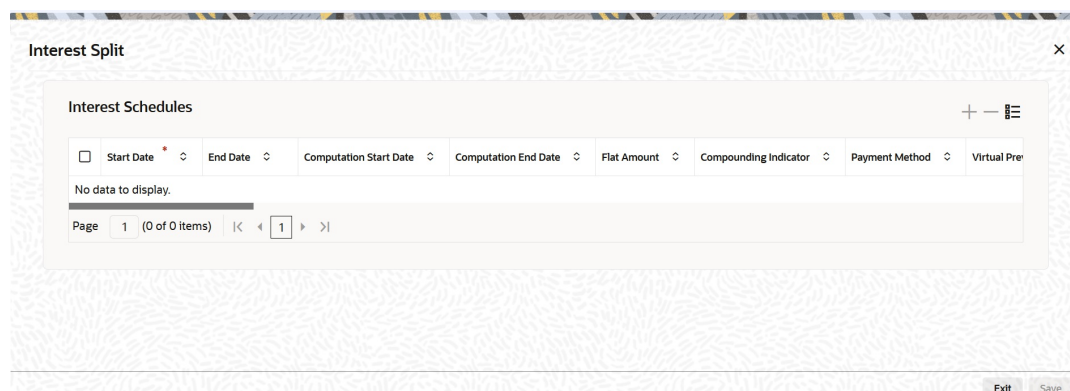 Interest Split
Interest Schedules
Start Date * End Date Computation Start Date Computation End Date Flat Amount Compounding Indicator Payment Method Virtual
No data to display.
Page 1 (0 of 0 items) 1
Exit Save